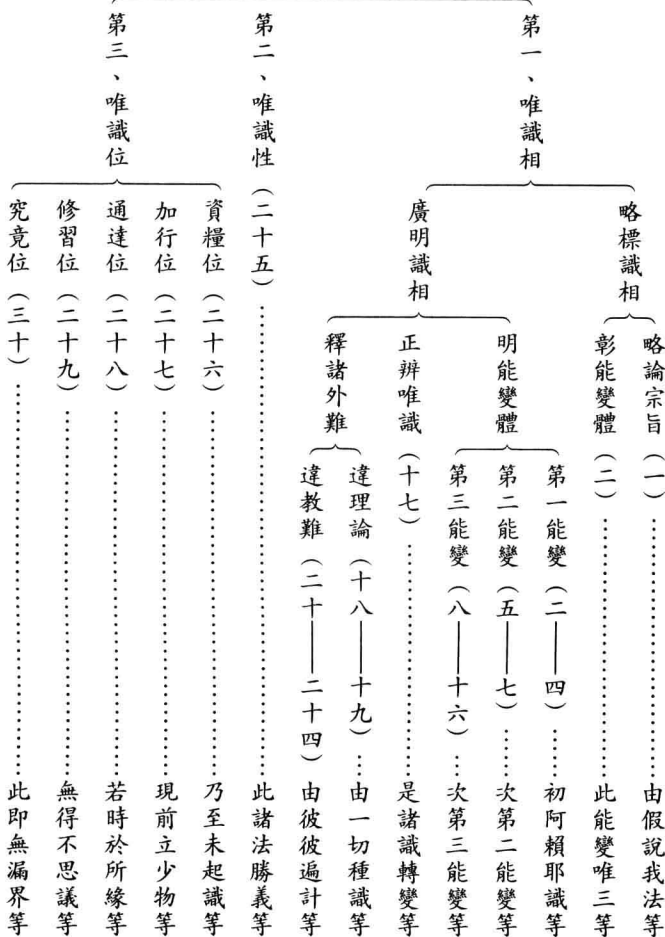 第一、唯識相
略標識相
略論宗旨（一）……由假說我法等
彰能變體（二）……此能變唯三等
廣明識相
明能變體
第一能變（二——四）……初阿賴耶識等
第二能變（五——七）……次第二能變等
第三能變（八——十六）…次第三能變等
正辨唯識（十七）……是諸識轉變等
釋諸外難
違理論（十八——十九）…由一切種識等
違教難（二十——二十四）由彼彼遍計等
第二、唯識性（二十五）……此諸法勝義等
第三、唯識位
資糧位（二十六）……乃至未起識等
加行位（二十七）……現前立少物等
通達位（二十八）……若時於所緣等
修習位（二十九）……無得不思議等
究竟位（三十）……此即無漏界等